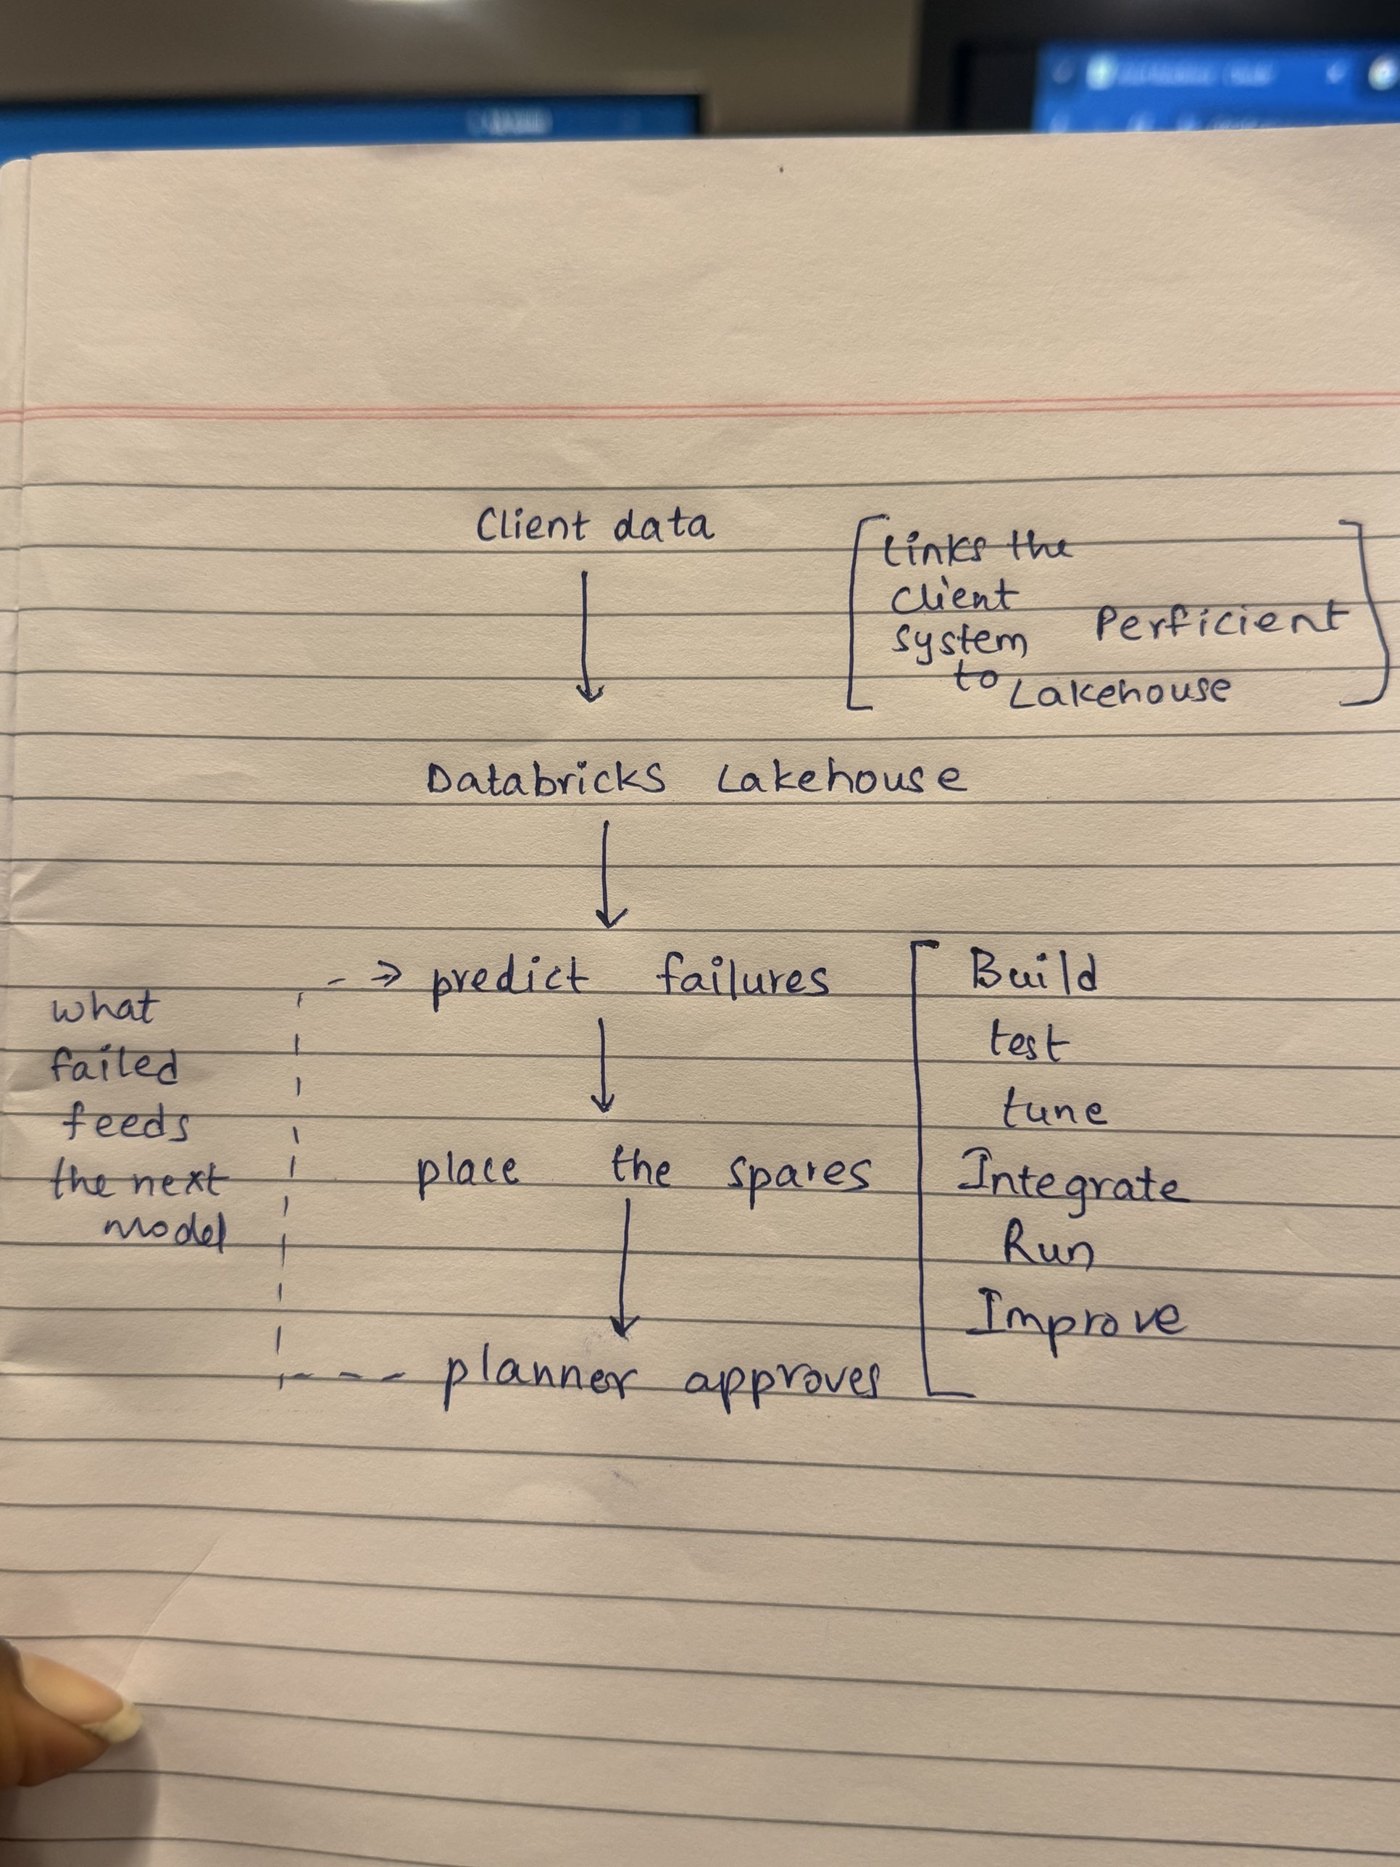 Client data
Links the
Client
system Perficient
to Lakehouse
Databricks Lakehouse
predict failures
place the spares
planner approves
what
failed
feeds
the next
model
Build
test
tune
Integrate
Run
Improve